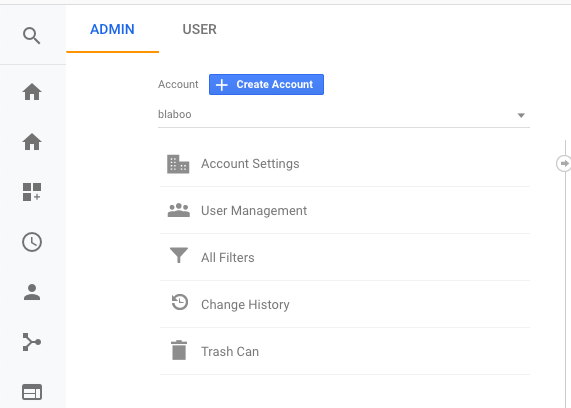 ADMIN USER
Account Create Account
blaboo
Account Settings
User Management
All Filters
Change History
Trash Can